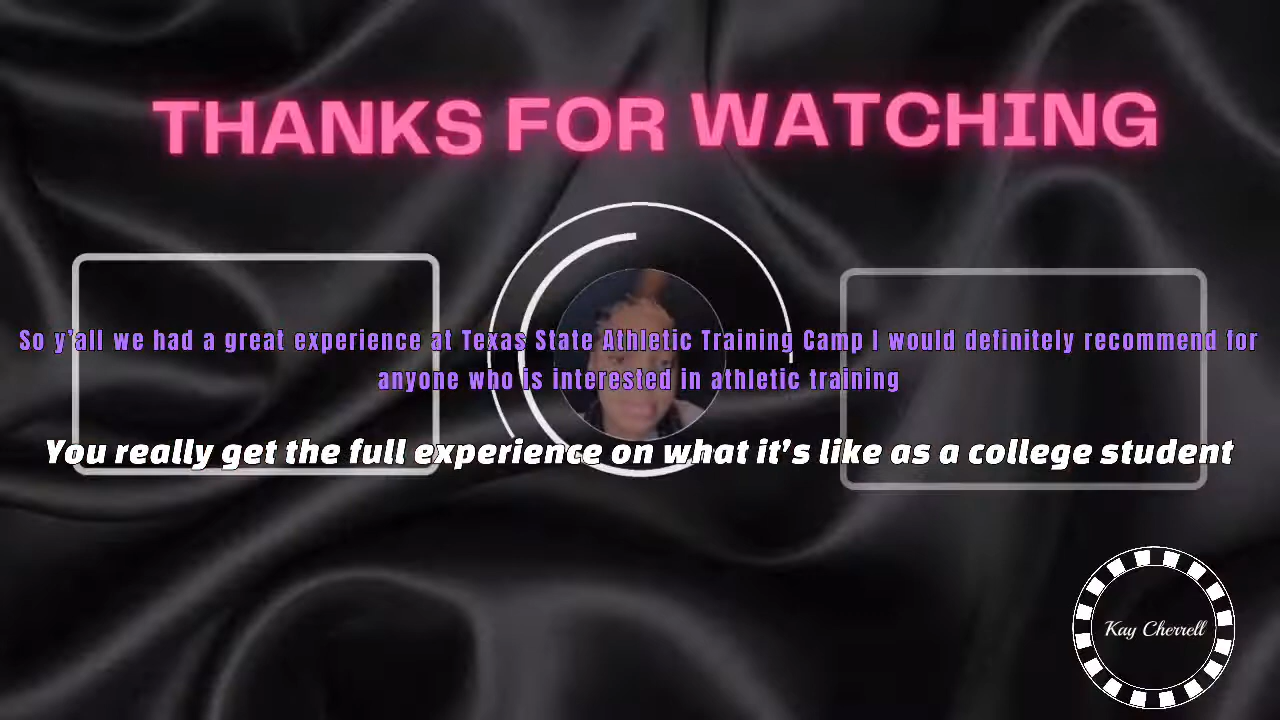 THANKS FOR WATCHING
So y'all we had a great experience at Texas State Athletic Training Camp I would definitely recommend for
anyone who is interested in athletic training
You really get the full experience on what it's like as a college student
Kay Cherrell